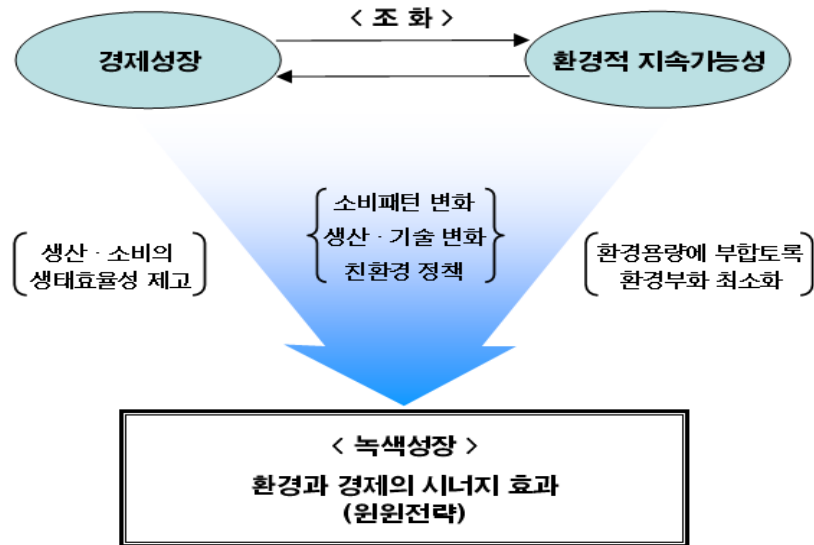 < 조 화 >
경제성장
환경적 지속가능성
소비패턴 변화
생산 · 기술 변화
친환경 정책
생산 · 소비의
생태효율성 제고
환경용량에 부합토록
환경부화 최소화
< 녹색성장 >
환경과 경제의 시너지 효과
(윈윈전략)